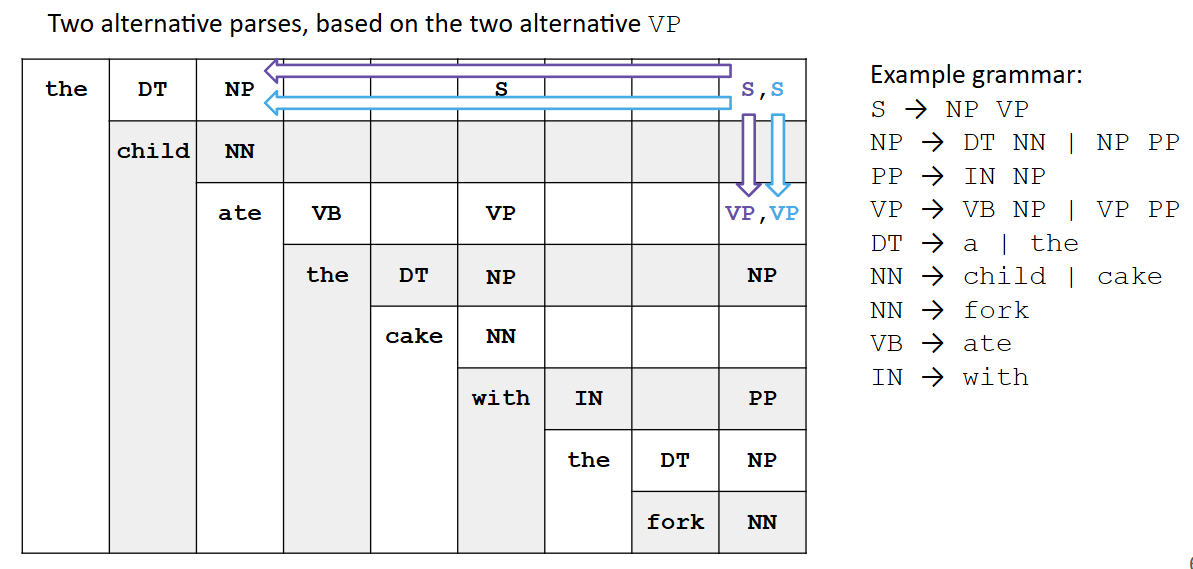 Two alternative parses, based on the two alternative VP
the DT NP S S,S
child NN
ate VB VP VP,VP
the DT NP NP
cake NN
with IN PP
the DT NP
fork NN
Example grammar:
S → NP VP
NP → DT NN | NP PP
PP → IN NP
VP → VB NP | VP PP
DT → a | the
NN → child | cake
NN → fork
VB → ate
IN → with